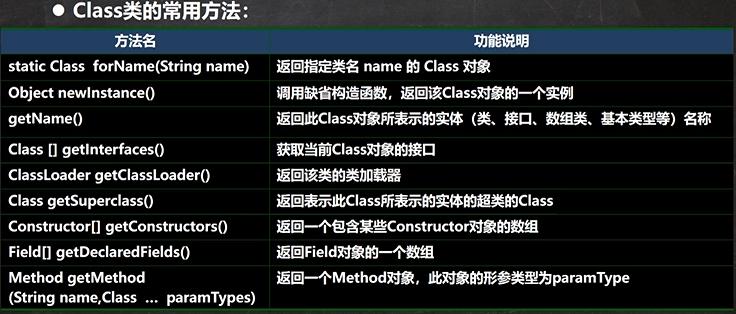 ● Class类的常用方法：
方法名 功能说明
static Class forName(String name) 返回指定类名 name 的 Class 对象
Object newInstance() 调用缺省构造函数，返回该Class对象的一个实例
getName() 返回此Class对象所表示的实体（类、接口、数组类、基本类型等）名称
Class [] getInterfaces() 获取当前Class对象的接口
ClassLoader getClassLoader() 返回该类的类加载器
Class getSuperclass() 返回表示此Class所表示的实体的超类的Class
Constructor[] getConstructors() 返回一个包含某些Constructor对象的数组
Field[] getDeclaredFields() 返回Field对象的一个数组
Method getMethod 返回一个Method对象，此对象的形参类型为paramType
(String name,Class … paramTypes)